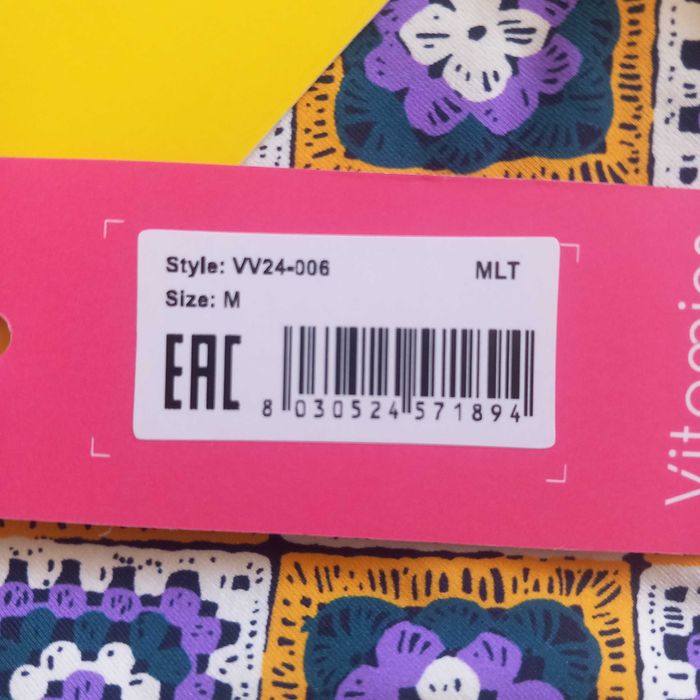 Style: VV24-006 MLT
Size: M
EAC
8 030524 571894